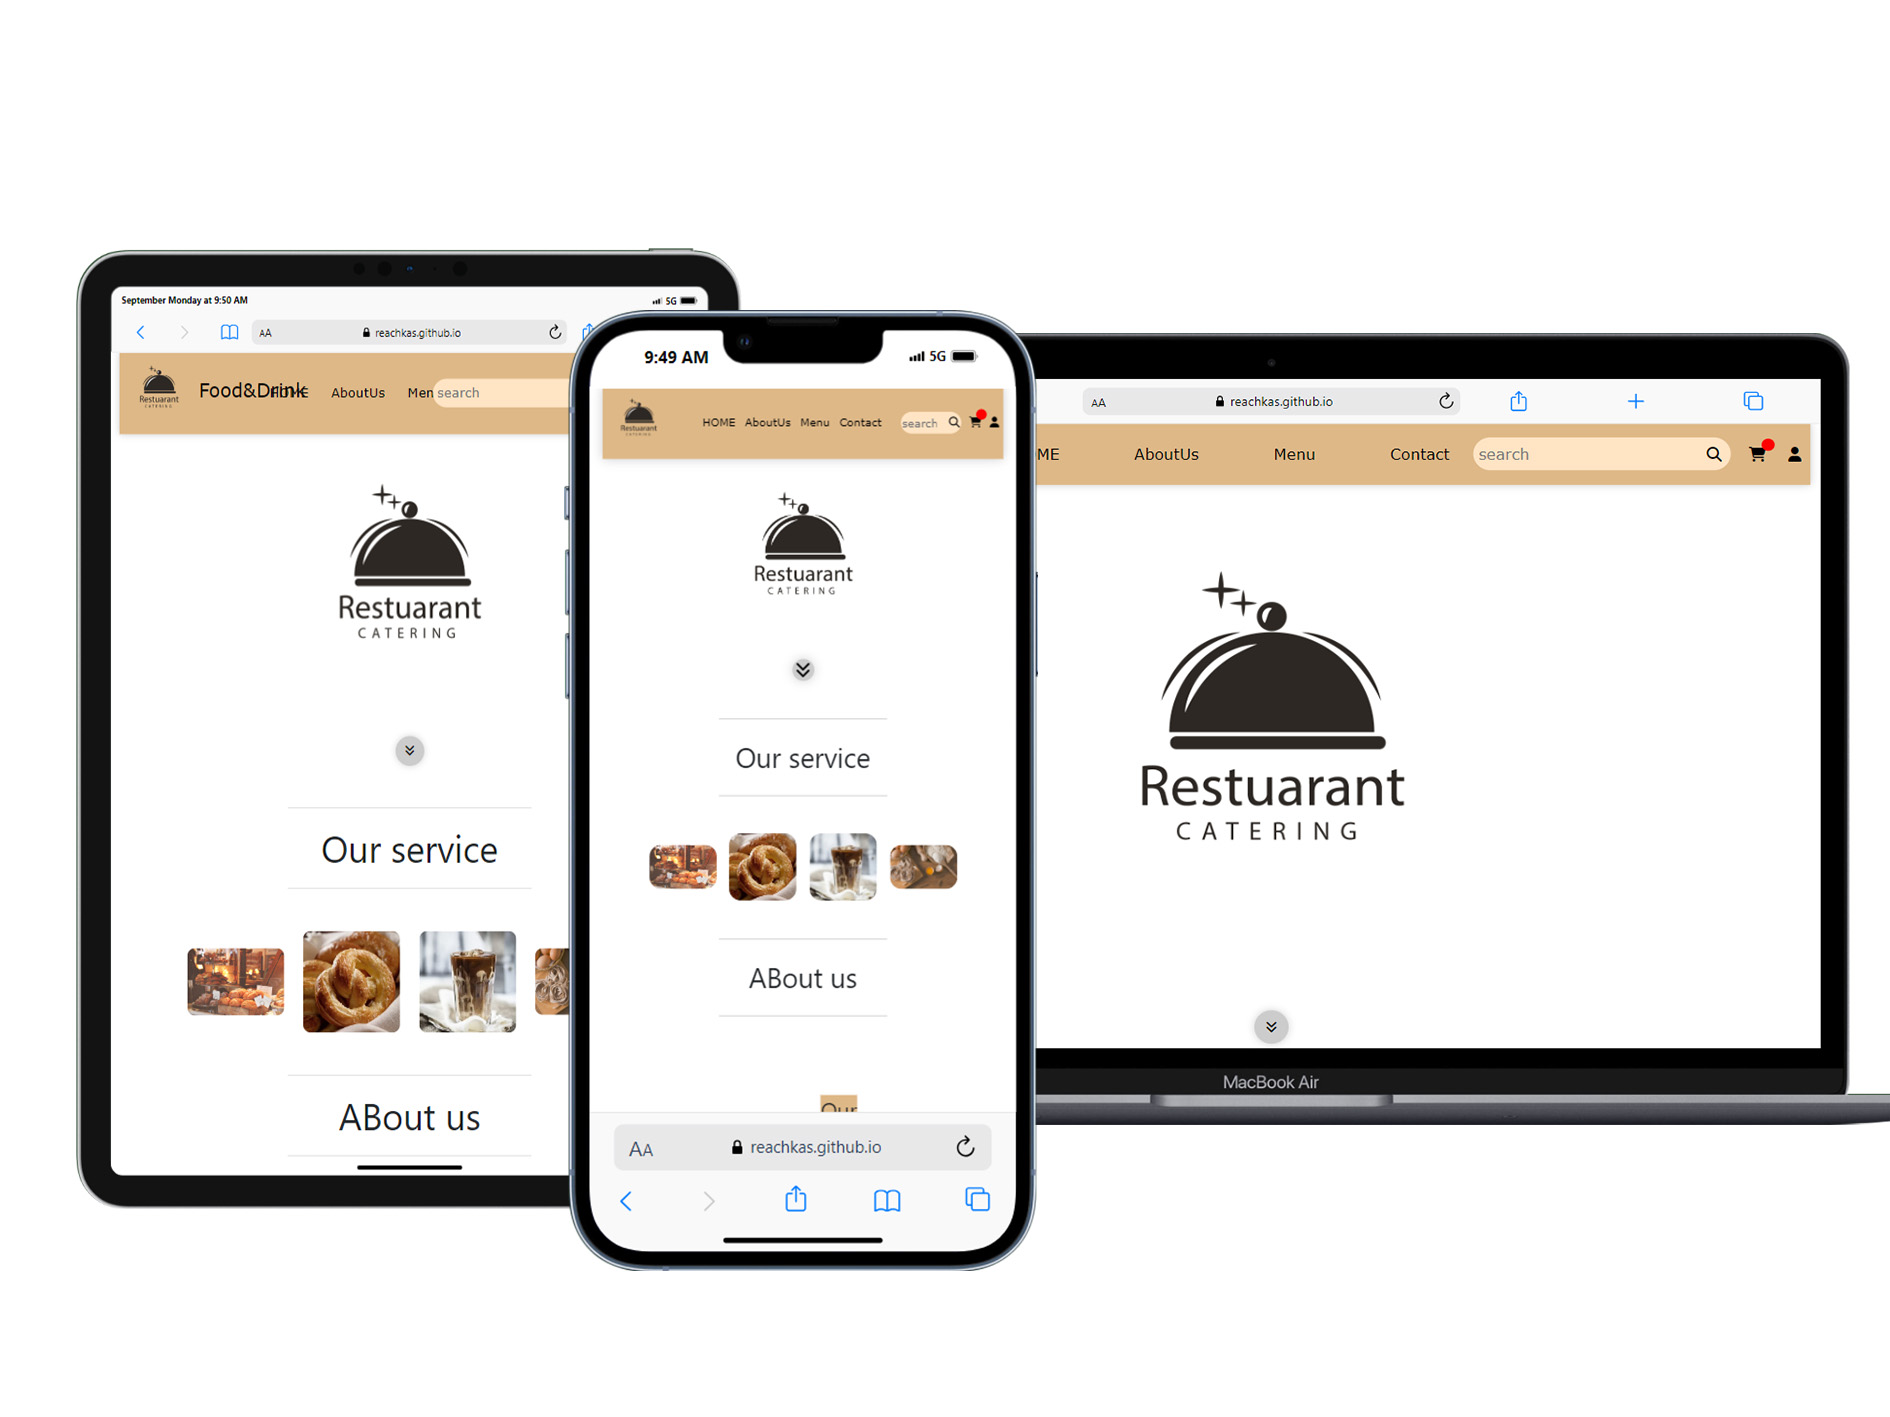 September Monday at 9:50 AM
5G
AA
reachkas.github.io
Restuarant
CATERING
Food&Drink
HOME
AboutUs
Men
search
Restuarant
CATERING
Our service
ABout us
9:49 AM
5G
Restuarant
CATERING
HOME
AboutUs
Menu
Contact
search
Restuarant
CATERING
Our service
ABout us
Our
AA
reachkas.github.io
AA
reachkas.github.io
ME
AboutUs
Menu
Contact
search
Restuarant
CATERING
MacBook Air